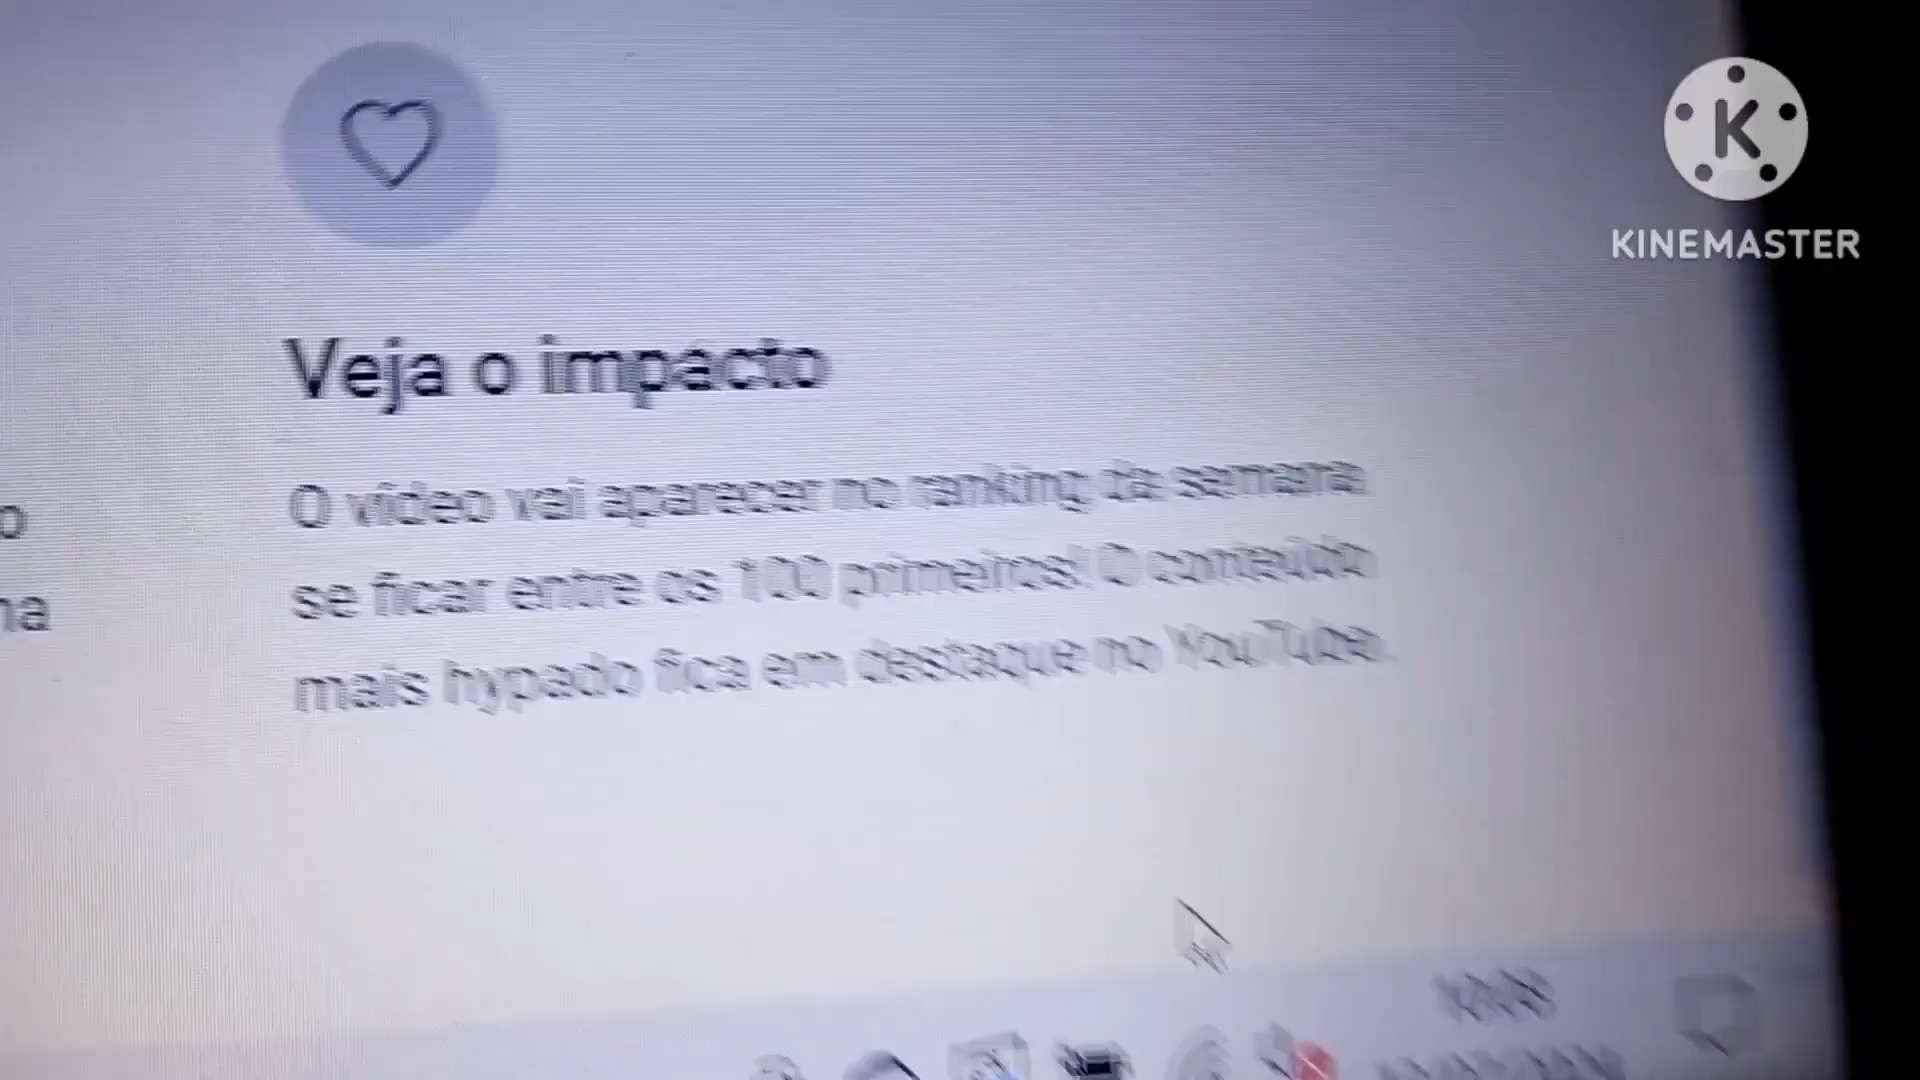 K
KINEMASTER
Veja o impacto
O vídeo vai aparecer no ranking da semana
se ficar entre os 100 primeiros! O conteúdo
mais hypado fica em destaque no YouTube.
o
na